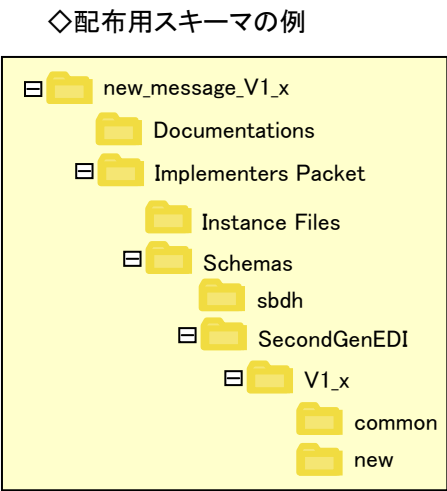 ◇配布用スキーマの例
new_message_V1_x
Documentations
Implementers Packet
Instance Files
Schemas
sbdh
SecondGenEDI
V1_x
common
new